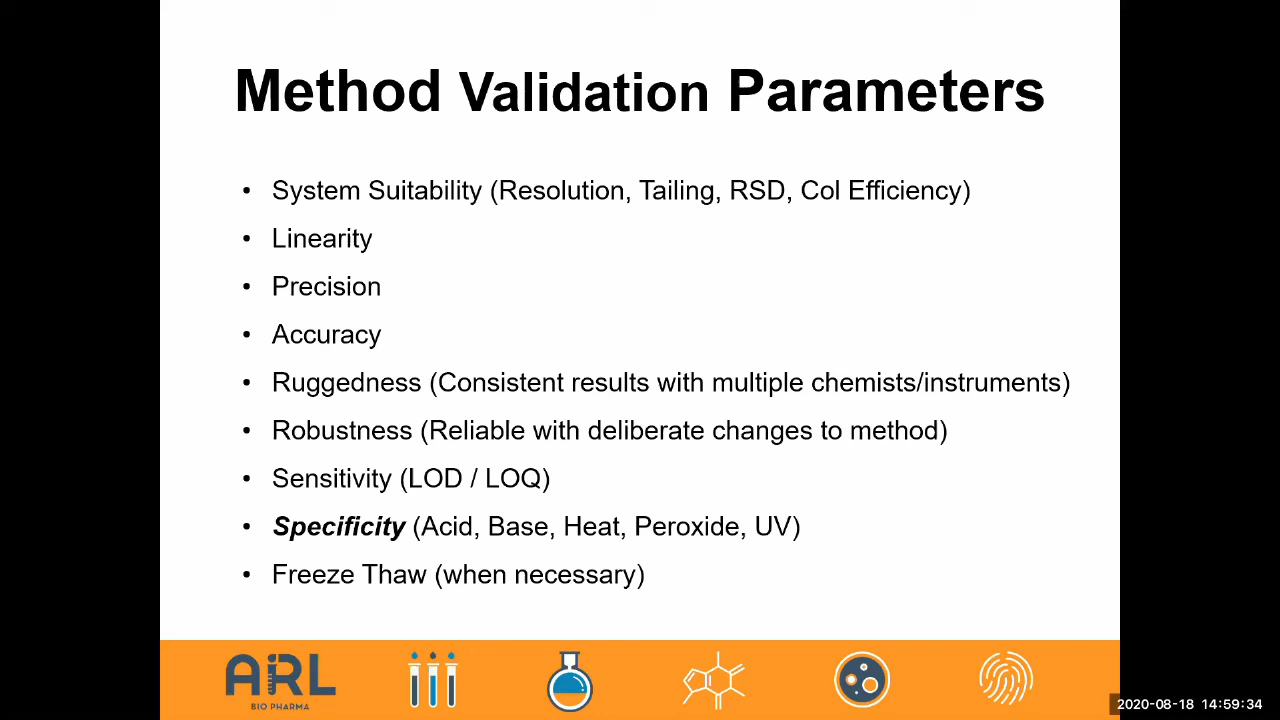 Method Validation Parameters
• System Suitability (Resolution, Tailing, RSD, Col Efficiency)
• Linearity
• Precision
• Accuracy
• Ruggedness (Consistent results with multiple chemists/instruments)
• Robustness (Reliable with deliberate changes to method)
• Sensitivity (LOD / LOQ)
• Specificity (Acid, Base, Heat, Peroxide, UV)
• Freeze Thaw (when necessary)
ARL
BIO PHARMA
2020-08-18 14:59:34